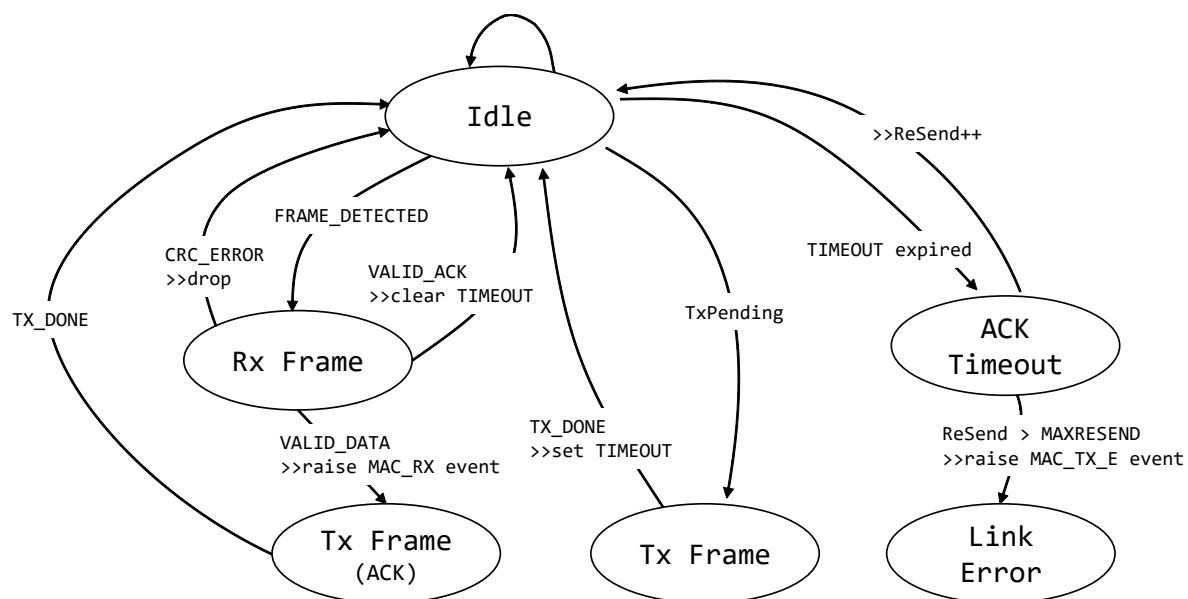 Idle
>>ReSend++
FRAME_DETECTED
CRC_ERROR
>>drop
VALID_ACK
>>clear TIMEOUT
TIMEOUT expired
TX_DONE
TxPending
Rx Frame
ACK
Timeout
VALID_DATA
>>raise MAC_RX event
TX_DONE
>>set TIMEOUT
ReSend > MAXRESEND
>>raise MAC_TX_E event
Tx Frame
(ACK)
Tx Frame
Link
Error